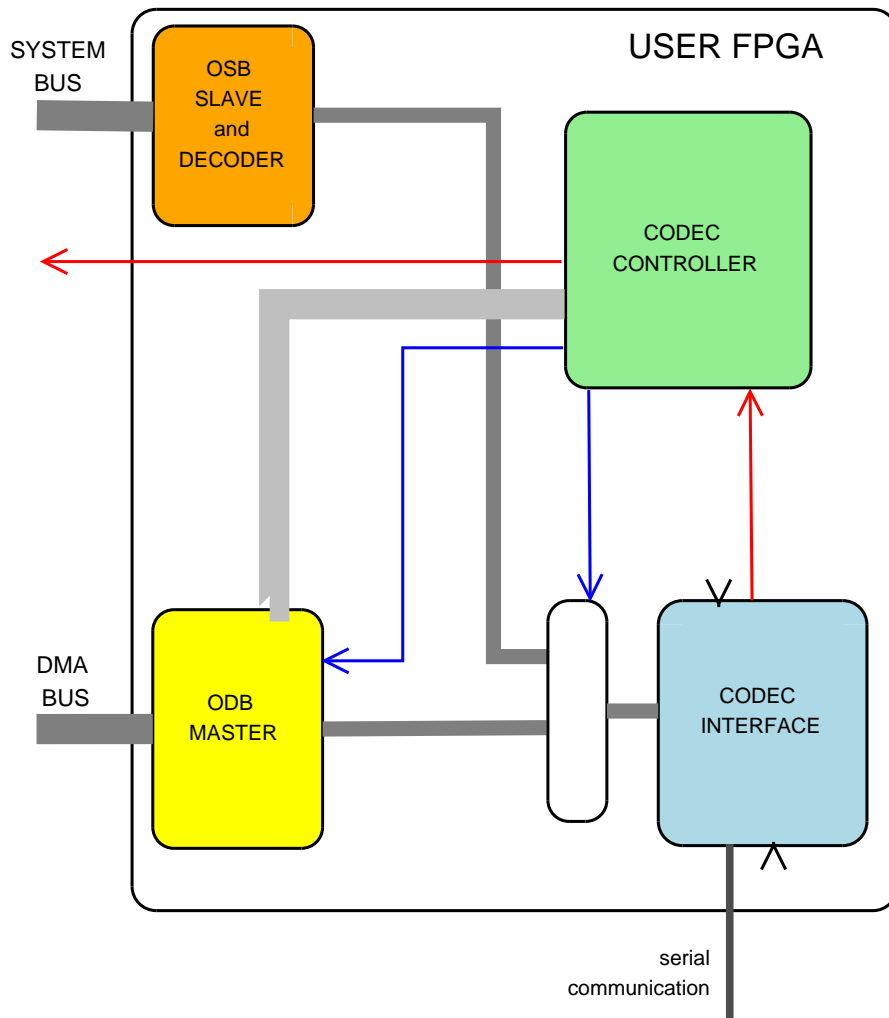 USER FPGA
SYSTEM
BUS
OSB
SLAVE
and
DECODER
CODEC
CONTROLLER
DMA
BUS
ODB
MASTER
CODEC
INTERFACE
serial
communication